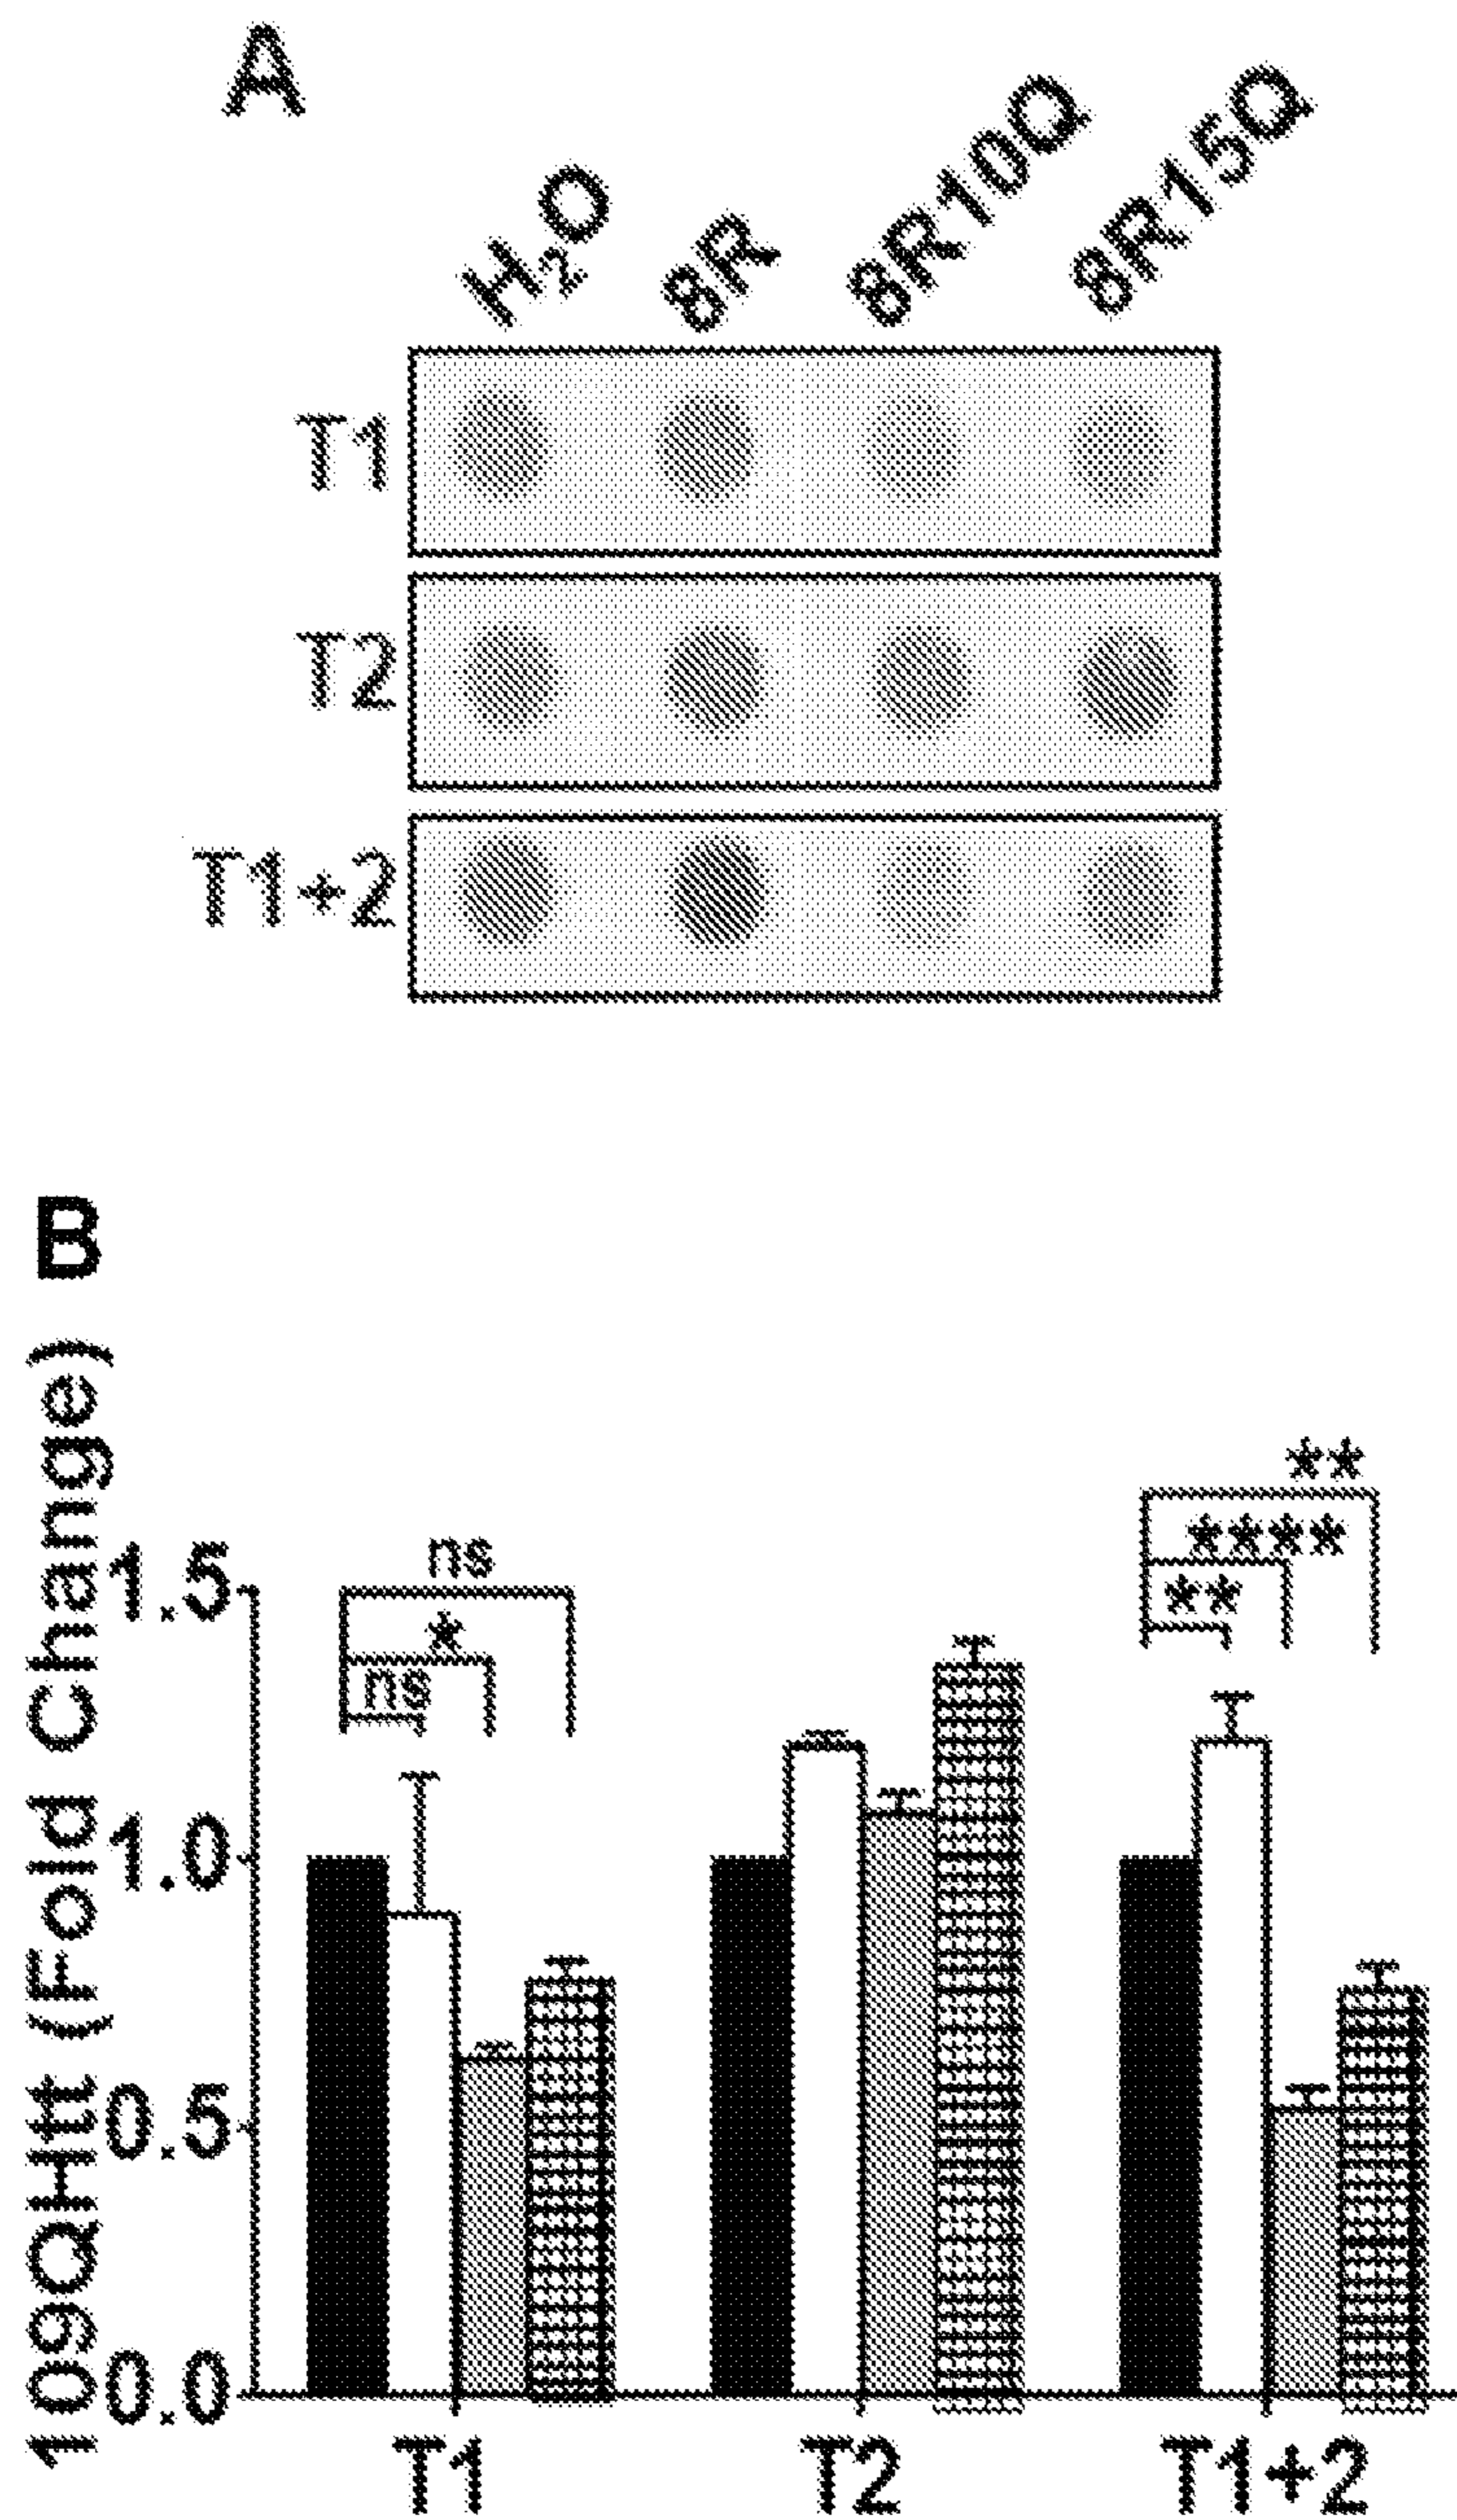 A
H₂O 8R 8R10Q 8R15Q
T1
T2
T1+2
B
109QHtt (Fold Change)
1.5
1.0
0.5
0.0
ns
*
ns
**
****
**
T1 T2 T1+2